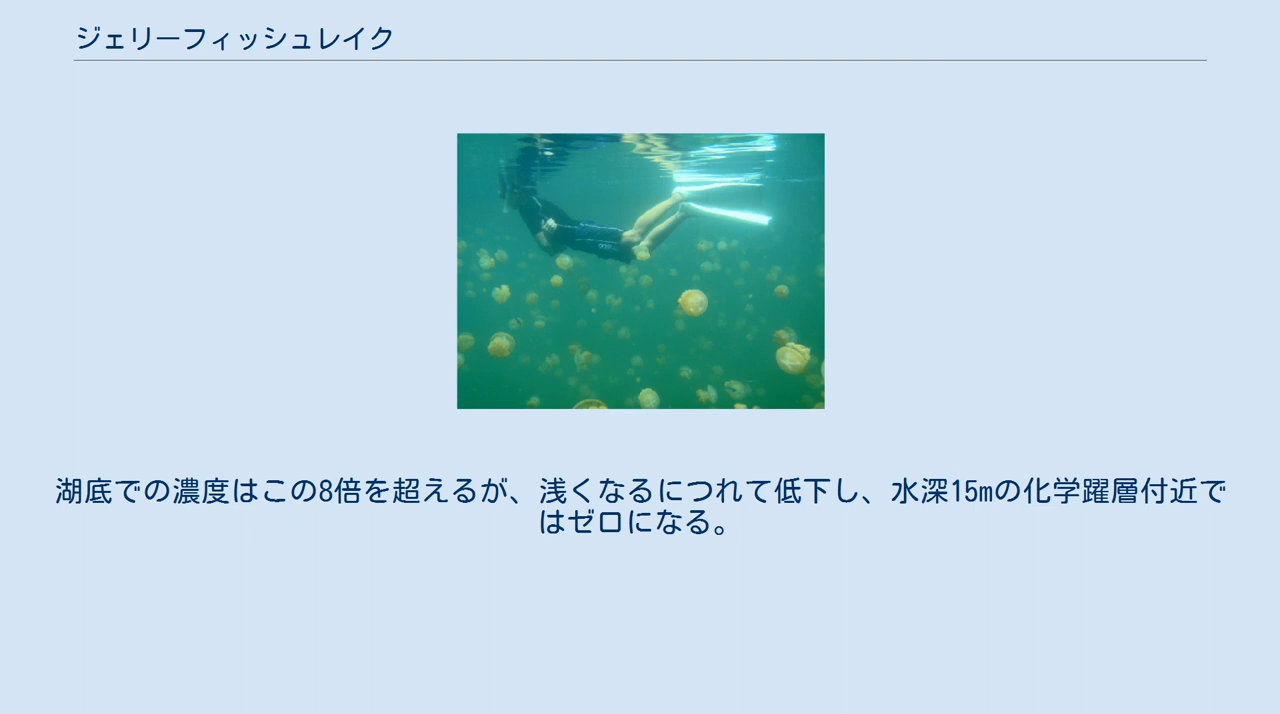 ジェリーフィッシュレイク
湖底での濃度はこの8倍を超えるが、浅くなるにつれて低下し、水深15mの化学躍層付近で
はゼロになる。